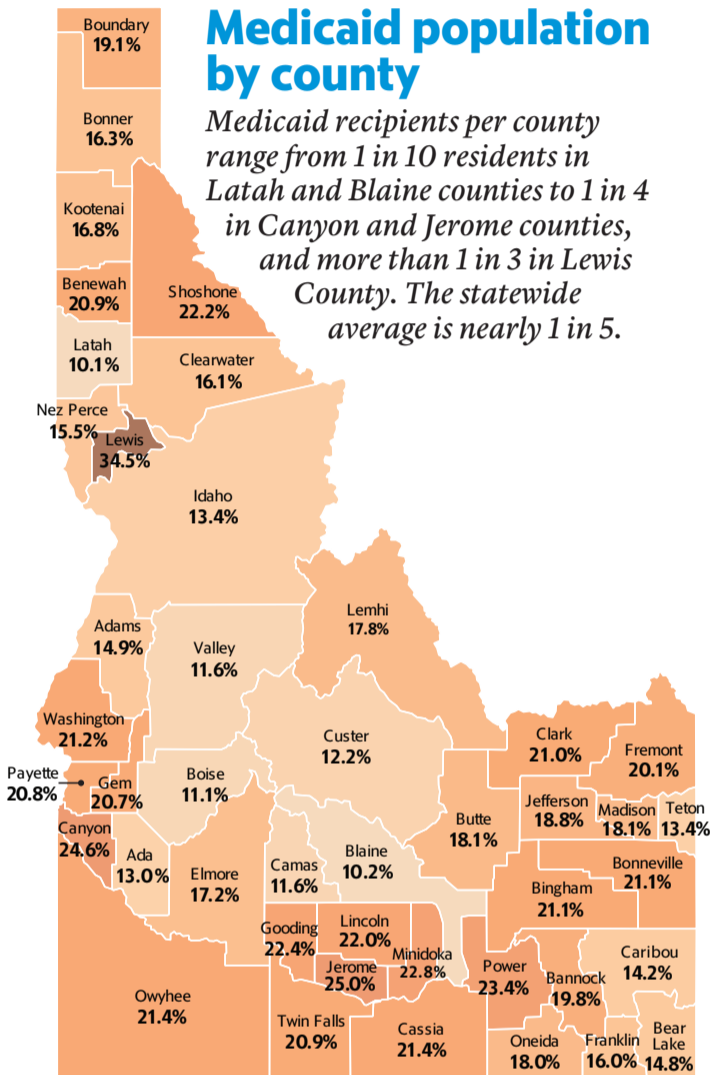 Medicaid population
by county
Medicaid recipients per county
range from 1 in 10 residents in
Latah and Blaine counties to 1 in 4
in Canyon and Jerome counties,
and more than 1 in 3 in Lewis
County. The statewide
average is nearly 1 in 5.
Boundary
19.1%
Bonner
16.3%
Kootenai
16.8%
Benewah
20.9%
Shoshone
22.2%
Latah
10.1%
Clearwater
16.1%
Nez Perce
15.5%
Lewis
34.5%
Idaho
13.4%
Lemhi
17.8%
Adams
14.9%
Valley
11.6%
Washington
21.2%
Custer
12.2%
Clark
21.0%
Fremont
20.1%
Payette
20.8%
Gem
20.7%
Boise
11.1%
Butte
18.1%
Jefferson
18.8%
Madison
18.1%
Teton
13.4%
Canyon
24.6%
Ada
13.0%
Elmore
17.2%
Camas
11.6%
Blaine
10.2%
Bingham
21.1%
Bonneville
21.1%
Gooding
22.4%
Lincoln
22.0%
Jerome
25.0%
Minidoka
22.8%
Power
23.4%
Bannock
19.8%
Caribou
14.2%
Owyhee
21.4%
Twin Falls
20.9%
Cassia
21.4%
Oneida
18.0%
Franklin
16.0%
Bear
Lake
14.8%